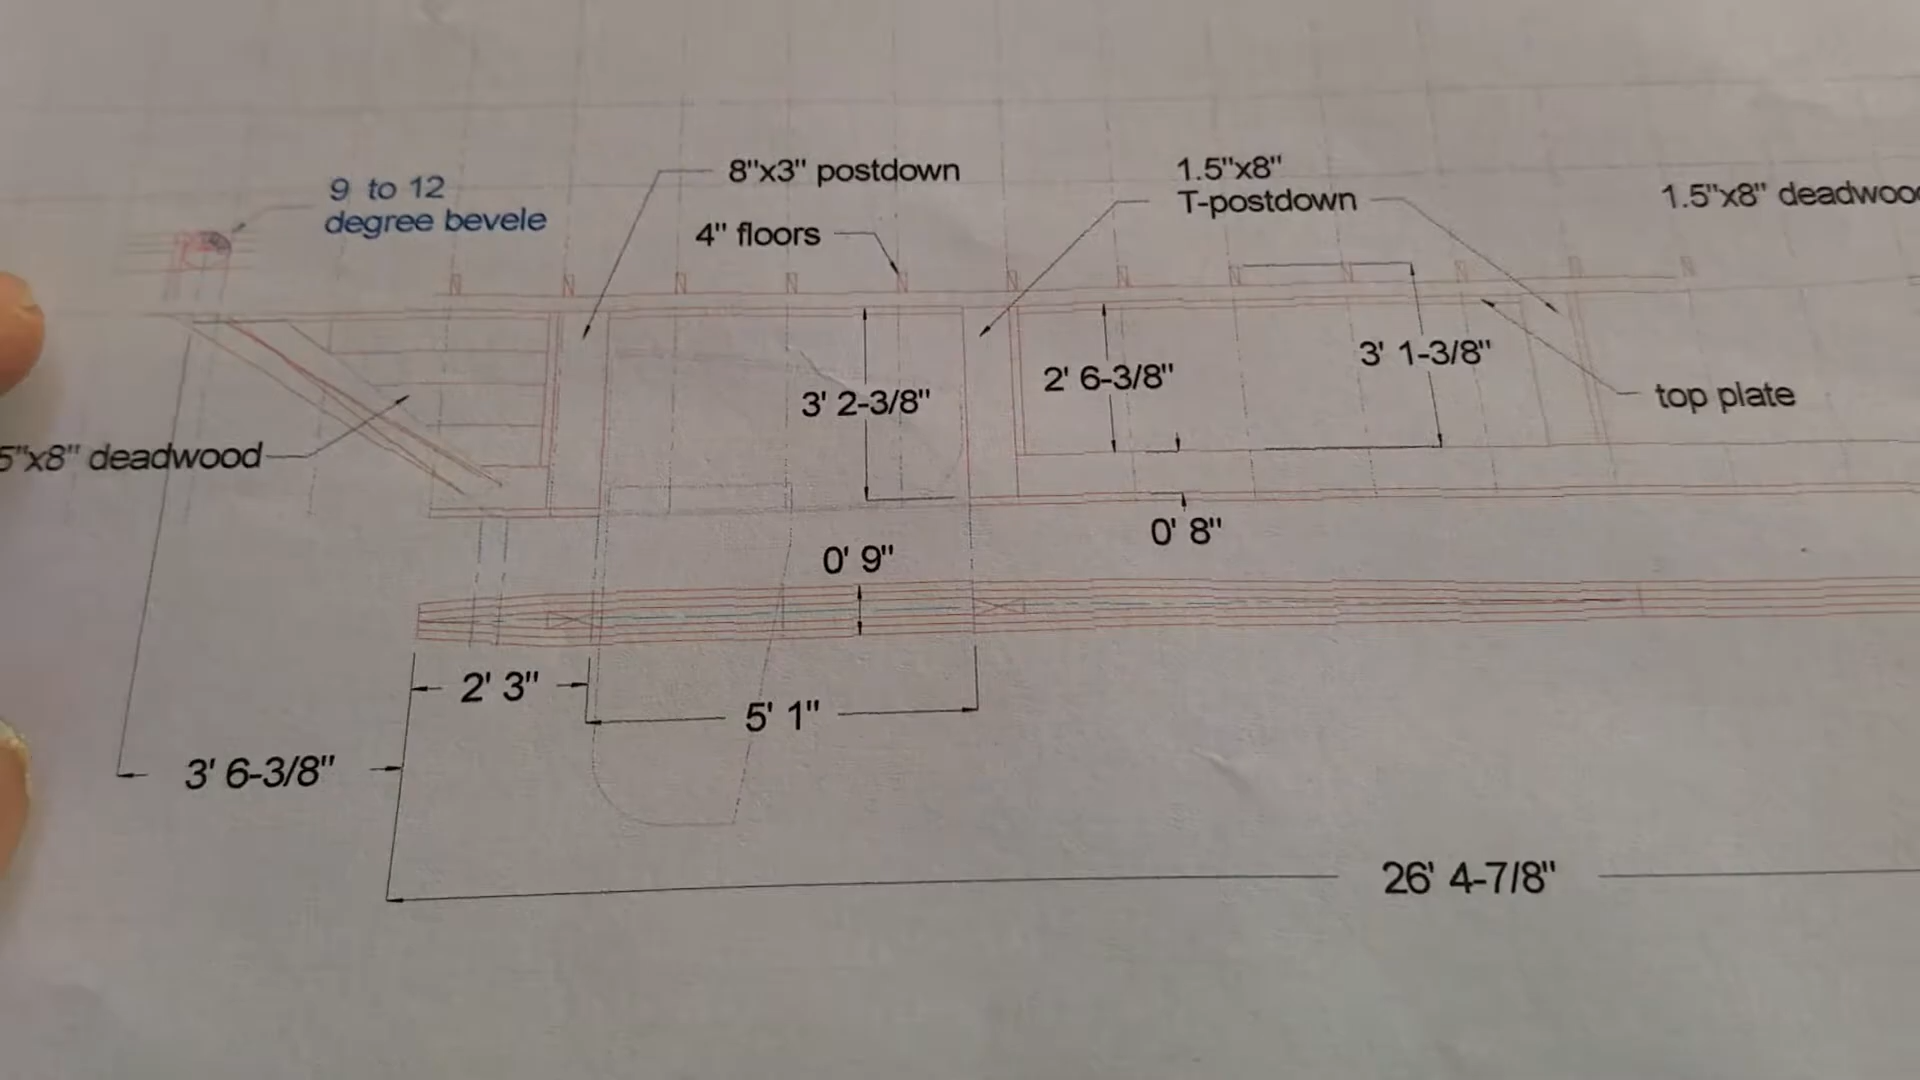 8"x3" postdown
1.5"x8"
T-postdown
1.5"x8"
9 to 12
degree bevele
4" floors
3' 1-3/8"
2' 6-3/8"
3' 2-3/8"
top plate
5"x8" deadwood
0' 8"
0' 9"
2' 3"
5' 1"
3' 6-3/8"
26' 4-7/8"